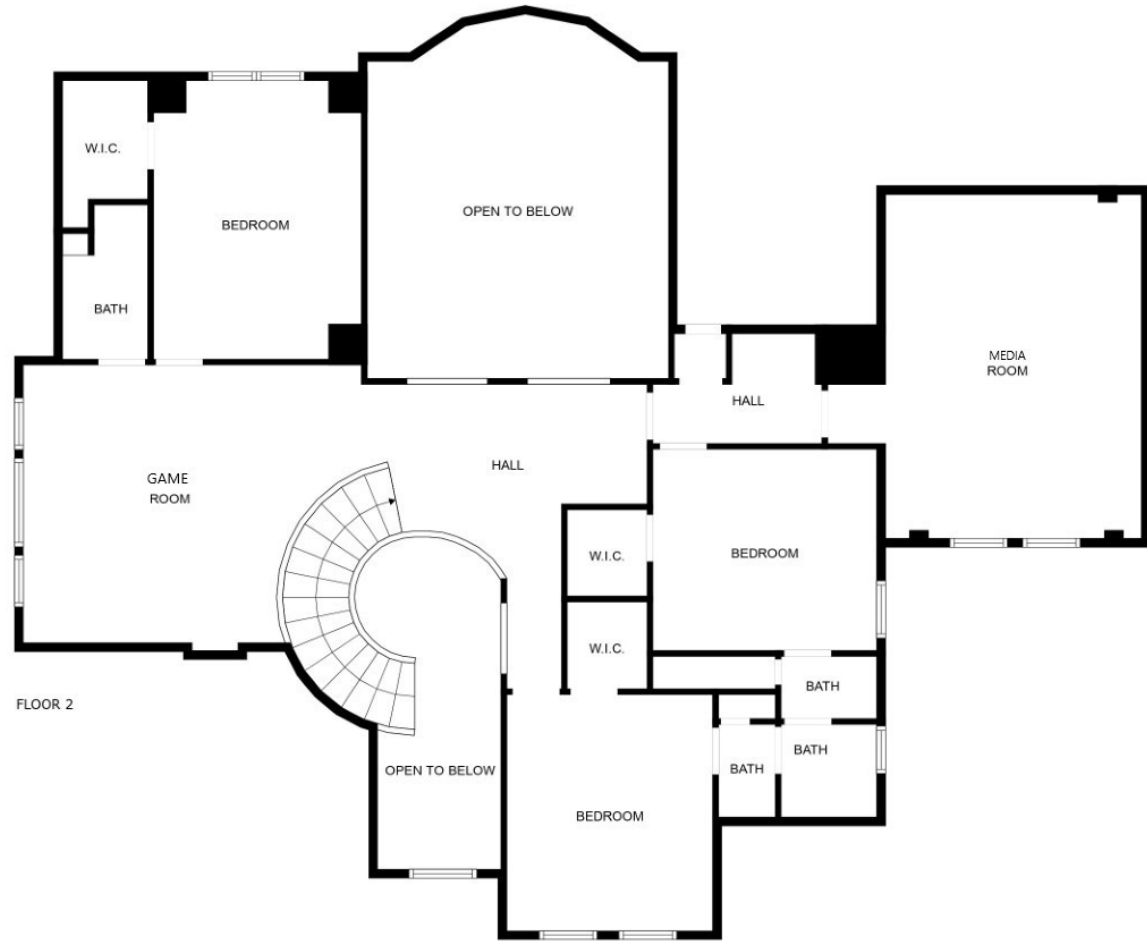 W.I.C.
OPEN TO BELOW
BEDROOM
BATH
MEDIA
ROOM
HALL
HALL
GAME
ROOM
W.I.C.
BEDROOM
W.I.C.
BATH
FLOOR 2
BATH
BATH
OPEN TO BELOW
BEDROOM